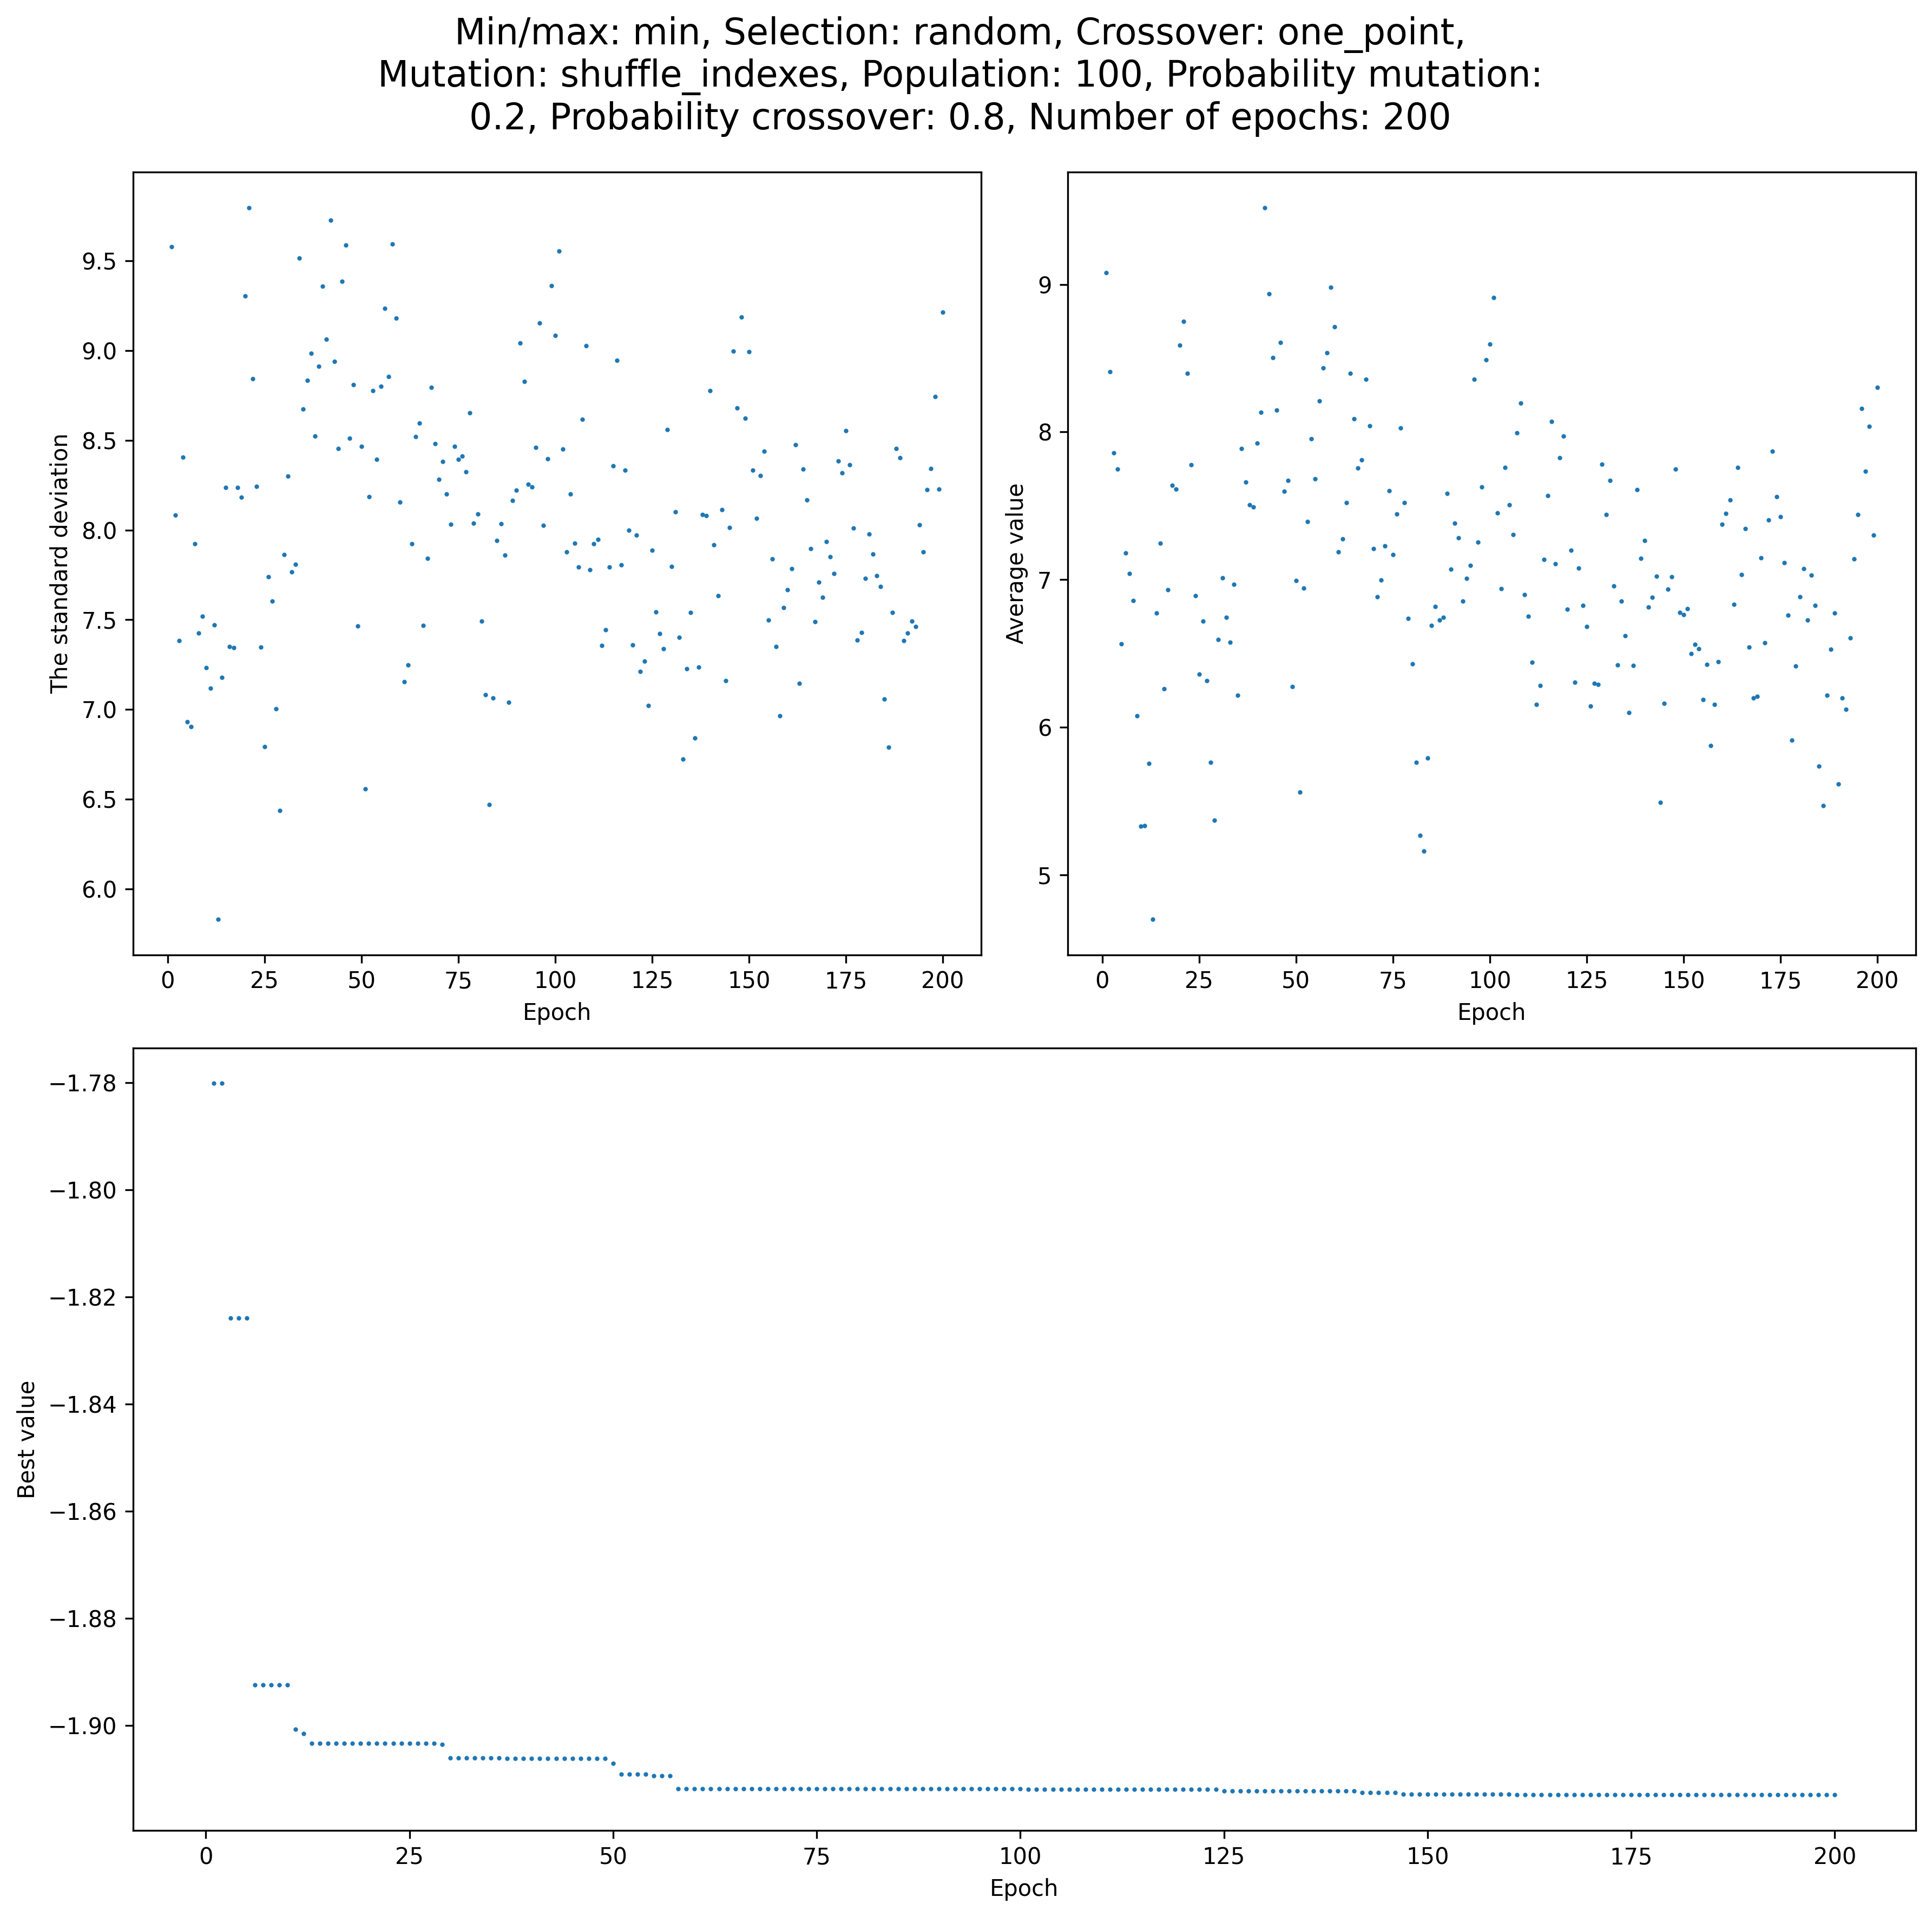 Min/max: min, Selection: random, Crossover: one_point,
Mutation: shuffle_indexes, Population: 100, Probability mutation:
0.2, Probability crossover: 0.8, Number of epochs: 200
The standard deviation
9.5
9.0
8.5
8.0
7.5
7.0
6.5
6.0
0 25 50 75 100 125 150 175 200
Epoch
Average value
9
8
7
6
5
0 25 50 75 100 125 150 175 200
Epoch
Best value
−1.78
−1.80
−1.82
−1.84
−1.86
−1.88
−1.90
0 25 50 75 100 125 150 175 200
Epoch